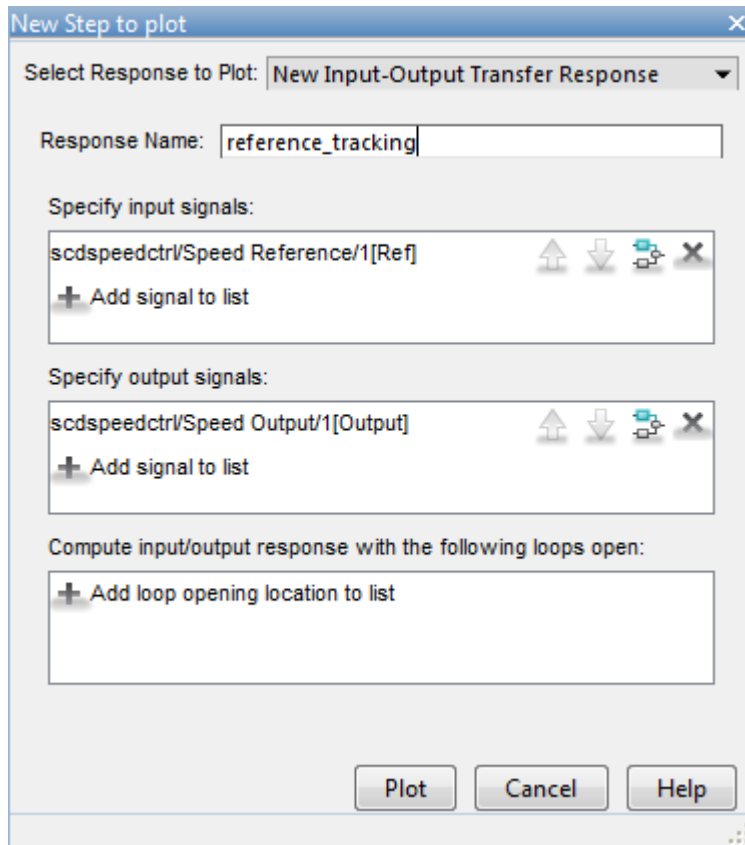 New Step to plot
Select Response to Plot: New Input-Output Transfer Response
Response Name: reference_tracking
Specify input signals:
scdspeedctrl/Speed Reference/1[Ref]
Add signal to list
Specify output signals:
scdspeedctrl/Speed Output/1[Output]
Add signal to list
Compute input/output response with the following loops open:
Add loop opening location to list
Plot Cancel Help